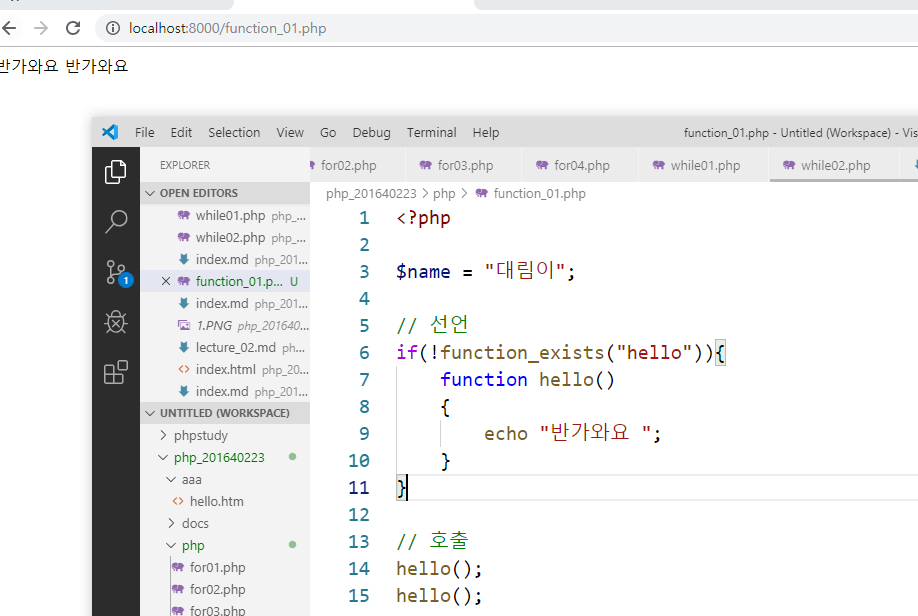 localhost:8000/function_01.php
반가와요 반가와요
File Edit Selection View Go Debug Terminal Help
function_01.php - Untitled (Workspace) - Vis
EXPLORER
for02.php for03.php for04.php while01.php while02.php
OPEN EDITORS
while01.php php_...
while02.php php_...
index.md php_201...
function_01.p... U
index.md php_201...
1.PNG php_201640...
lecture_02.md ph...
index.html php_20...
index.md php_201...
UNTITLED (WORKSPACE)
phpstudy
php_201640223
aaa
hello.htm
docs
php
for01.php
for02.php
for03.php
1
php_201640223 > php > function_01.php
1 <?php
2
3 $name = "대림이";
4
5 // 선언
6 if(!function_exists("hello")){
7 function hello()
8 {
9 echo "반가와요 ";
10 }
11 }
12
13 // 호출
14 hello();
15 hello();